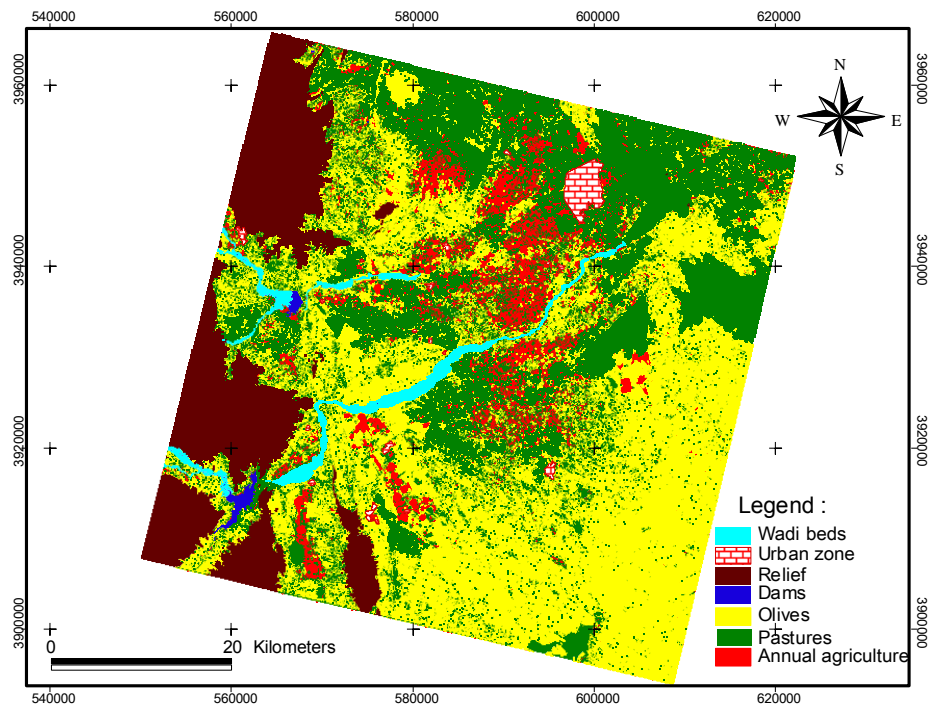 540000 560000 580000 600000 620000
3960000 3960000
N
W E
S
3940000 3940000
3920000 3920000
Legend :
Wadi beds
Urban zone
Relief
Dams
Olives
Pastures
Annual agriculture
3900000 3900000
0 20 Kilometers
540000 560000 580000 600000 620000